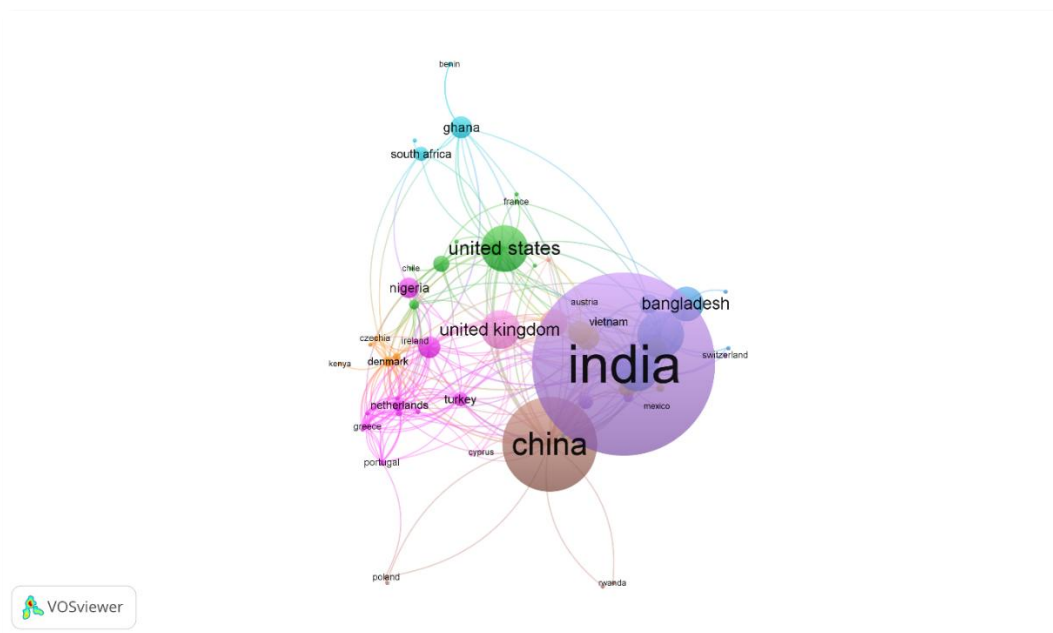 benin
ghana
south africa
france
united states
chile
nigeria
austria
bangladesh
vietnam
united kingdom
czechia
ireland
switzerland
denmark
kenya
india
turkey
netherlands
mexico
greece
china
cyprus
portugal
poland
rwanda
VOSviewer